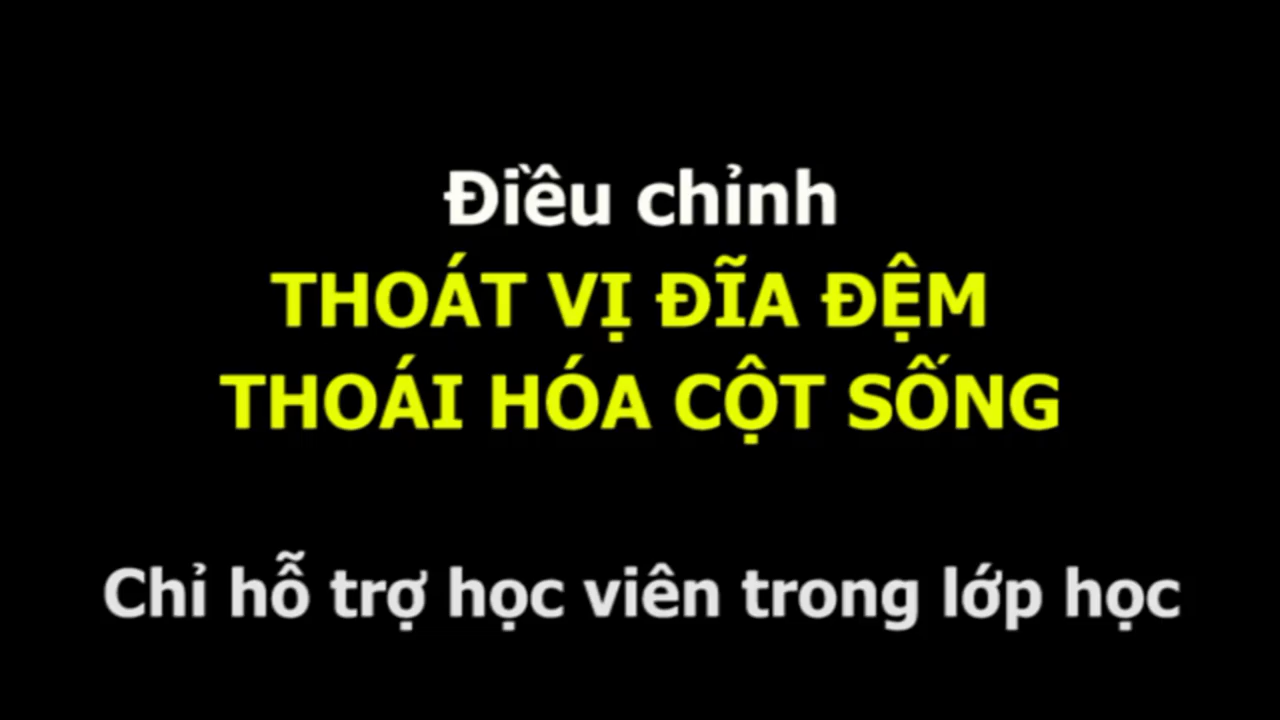 Điều chỉnh
THOÁT VỊ ĐĨA ĐỆM
THOÁI HÓA CỘT SỐNG
Chỉ hỗ trợ học viên trong lớp học